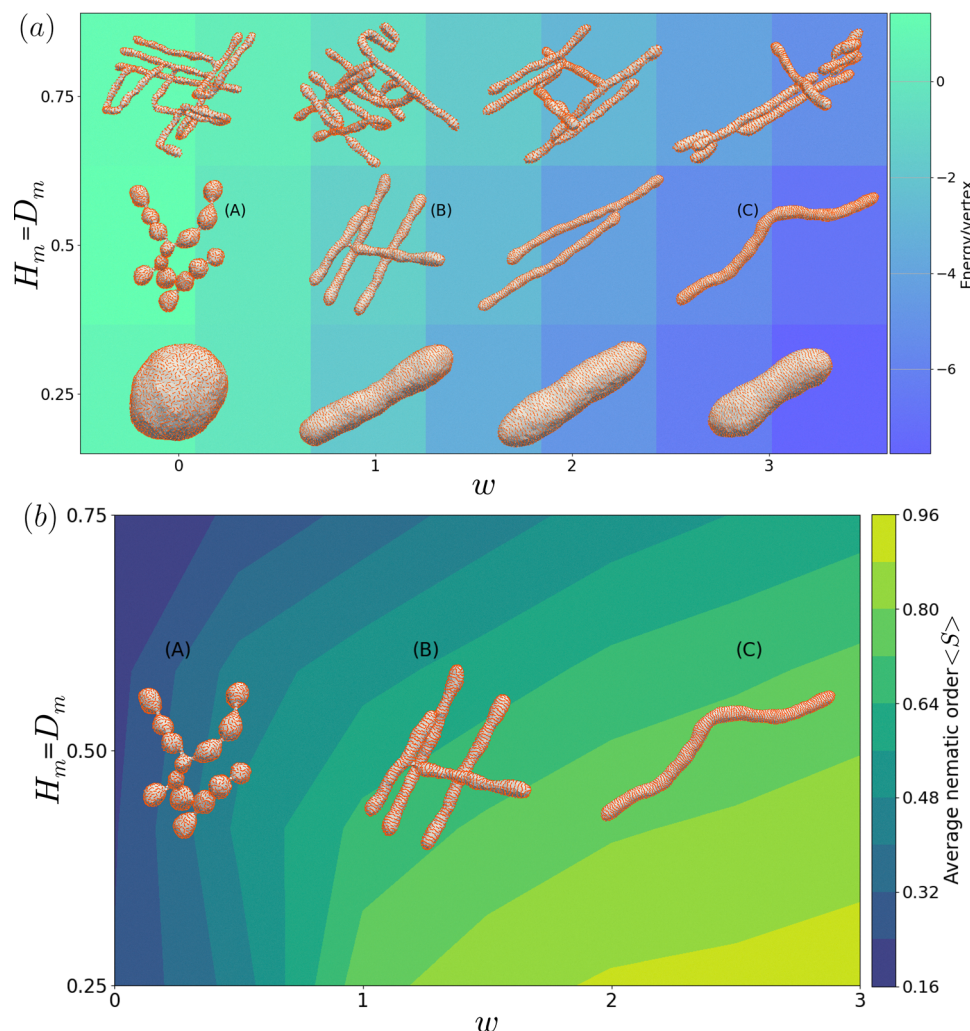 (a)
0.75
0.5
0.25
H_m = D_m
(A)
(B)
(C)
0
1
2
3
w
0
−2
−4
−6
Energy/vertex
(b)
0.75
0.50
0.25
H_m = D_m
(A)
(B)
(C)
0
1
2
3
w
0.96
0.80
0.64
0.48
0.32
0.16
Average nematic order<S>